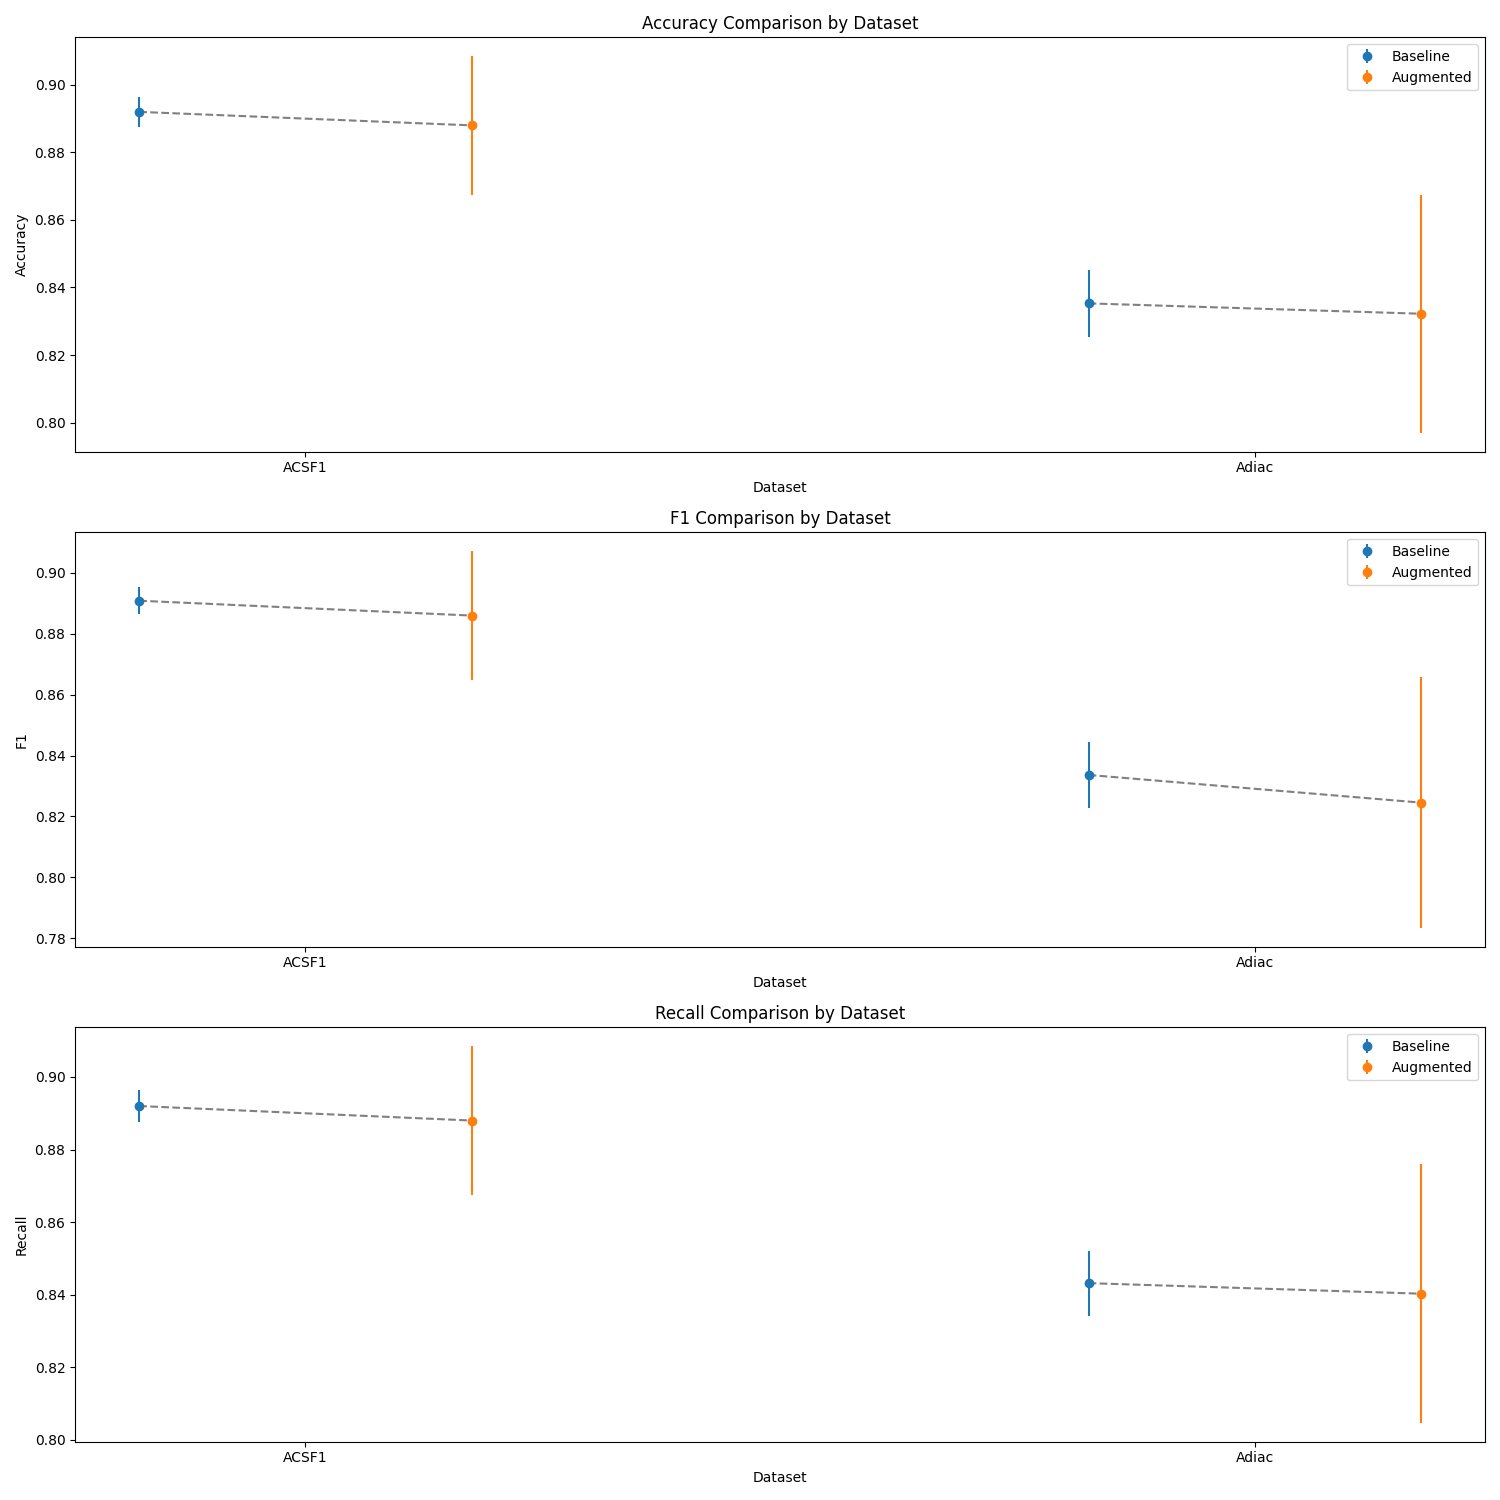 Accuracy Comparison by Dataset
Baseline
Augmented
0.90
0.88
0.86
0.84
0.82
0.80
Accuracy
ACSF1
Adiac
Dataset
F1 Comparison by Dataset
Baseline
Augmented
0.90
0.88
0.86
0.84
0.82
0.80
0.78
F1
ACSF1
Adiac
Dataset
Recall Comparison by Dataset
Baseline
Augmented
0.90
0.88
0.86
0.84
0.82
0.80
Recall
ACSF1
Adiac
Dataset